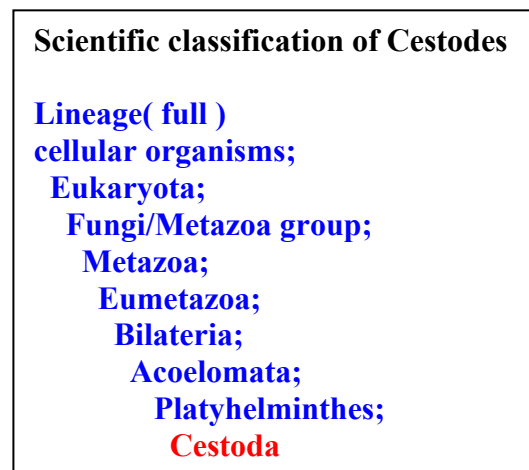 Scientific classification of Cestodes
Lineage( full )
cellular organisms;
Eukaryota;
Fungi/Metazoa group;
Metazoa;
Eumetazoa;
Bilateria;
Acoelomata;
Platyhelminthes;
Cestoda